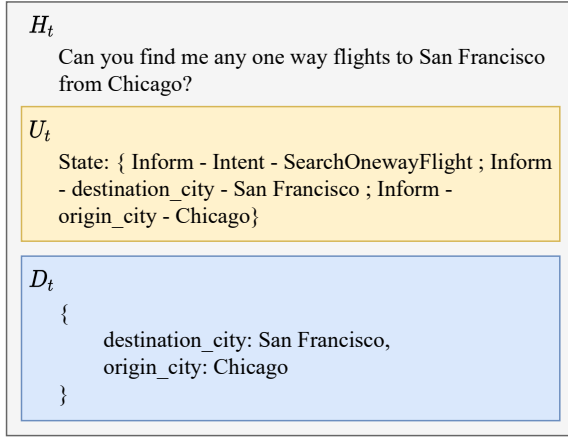 H_t
Can you find me any one way flights to San Francisco
from Chicago?
U_t
State: { Inform - Intent - SearchOnewayFlight ; Inform
- destination_city - San Francisco ; Inform -
origin_city - Chicago}
D_t
{
destination_city: San Francisco,
origin_city: Chicago
}